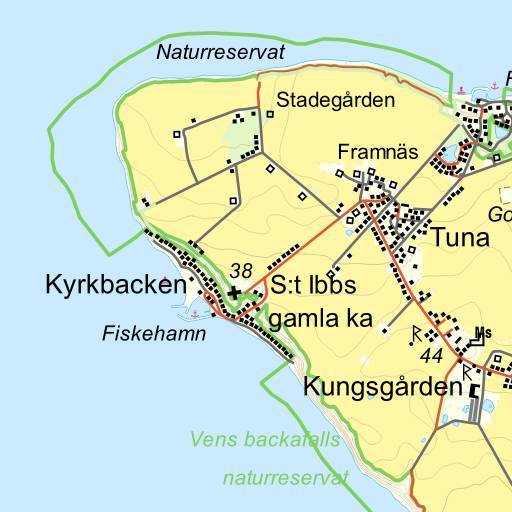 Naturreservat
Stadegården
Framnäs
Go
Tuna
38
Kyrkbacken
S:t Ibbs
gamla ka
Fiskehamn
Ms
44
Kungsgården
Vens backafalls
naturreservat